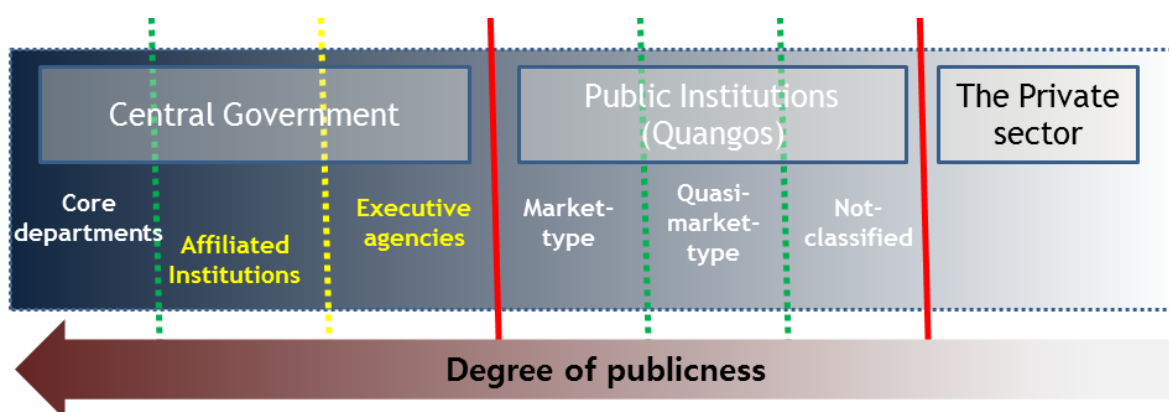 Central Government
Public Institutions
(Quangos)
The Private
sector
Core
departments
Affiliated
Institutions
Executive
agencies
Market-
type
Quasi-
market-
type
Not-
classified
Degree of publicness